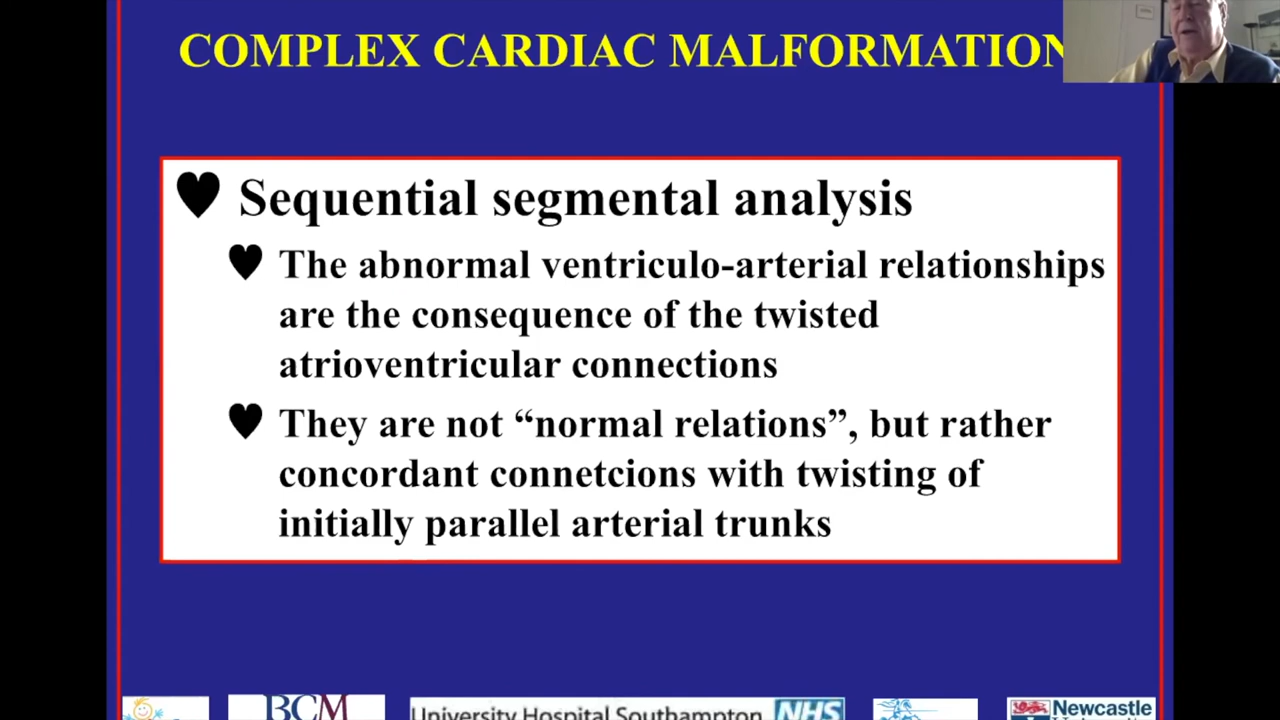 COMPLEX CARDIAC MALFORMATION
Sequential segmental analysis
The abnormal ventriculo-arterial relationships
are the consequence of the twisted
atrioventricular connections
They are not “normal relations”, but rather
concordant connetcions with twisting of
initially parallel arterial trunks
BCM
University Hospital Southampton NHS
Newcastle